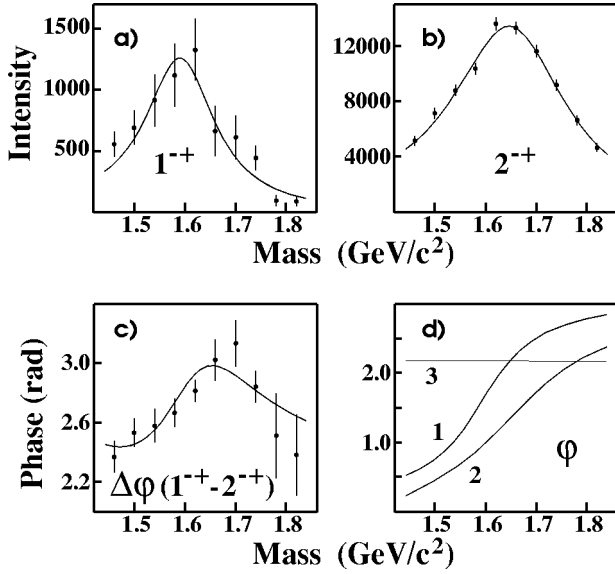 a)
b)
Intensity
1500
1000
500
12000
8000
4000
1⁻⁺
2⁻⁺
1.5 1.6 1.7 1.8
1.5 1.6 1.7 1.8
Mass (GeV/c²)
c)
d)
Phase (rad)
3.0
2.6
2.2
2.0
1.0
3
1
2
φ
Δφ(1⁻⁺-2⁻⁺)
1.5 1.6 1.7 1.8
1.5 1.6 1.7 1.8
Mass (GeV/c²)